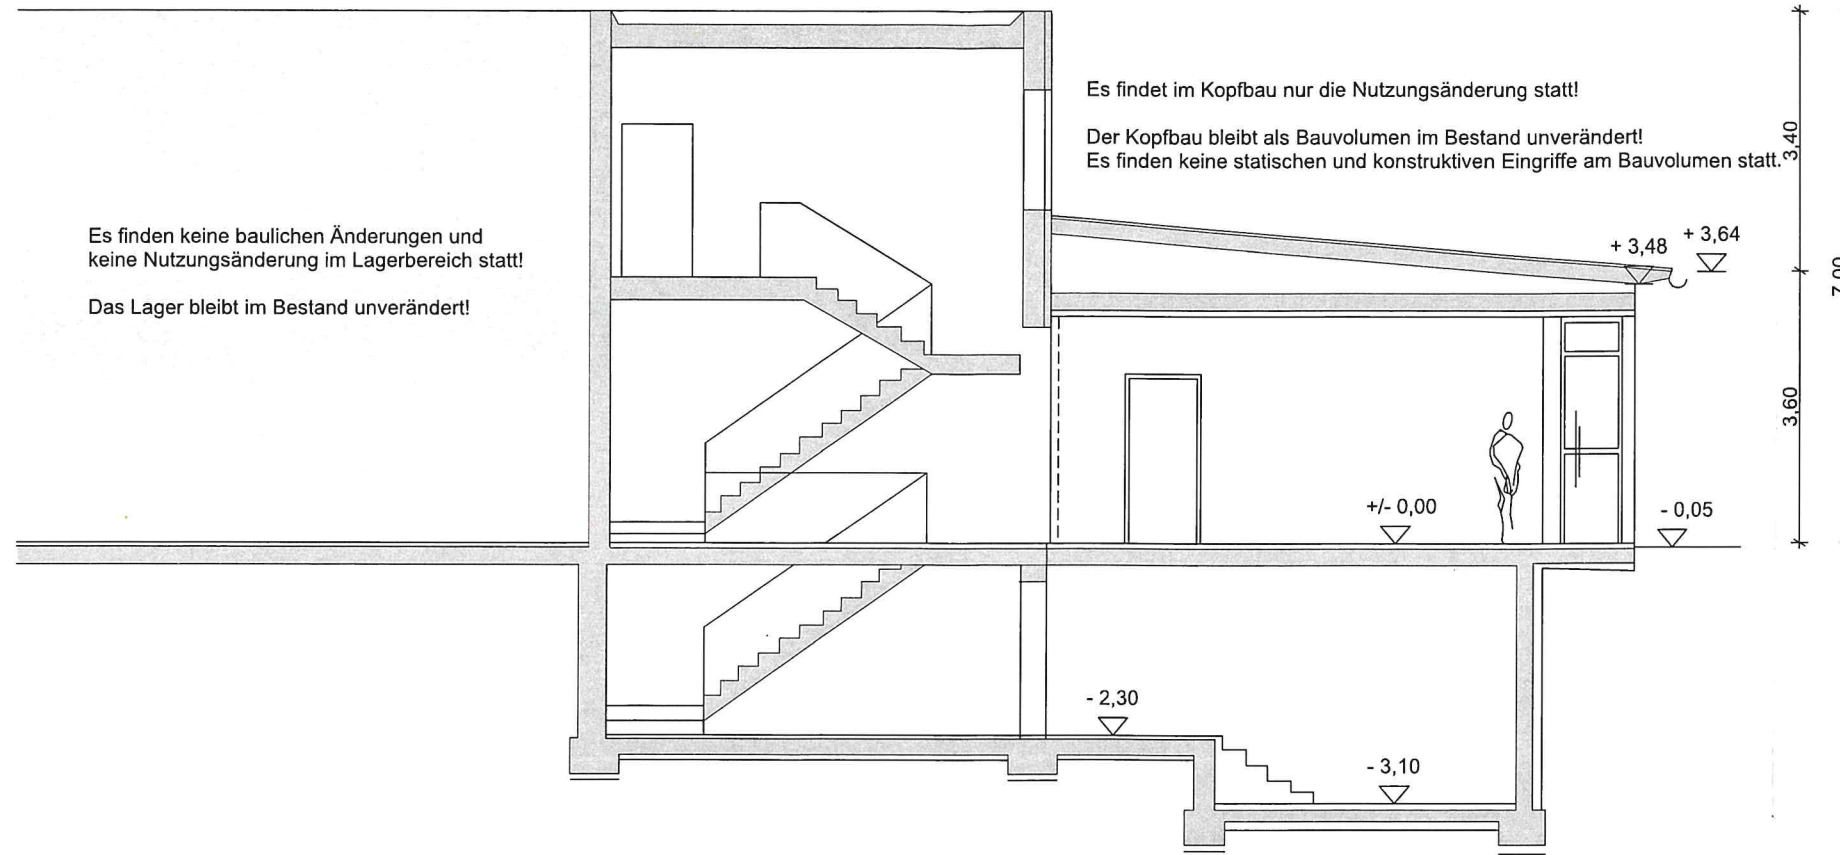 Es findet im Kopfbau nur die Nutzungsänderung statt!
Der Kopfbau bleibt als Bauvolumen im Bestand unverändert!
Es finden keine statischen und konstruktiven Eingriffe am Bauvolumen statt.
3,40
Es finden keine baulichen Änderungen und
keine Nutzungsänderung im Lagerbereich statt!
Das Lager bleibt im Bestand unverändert!
+ 3,48
+ 3,64
7,00
3,60
+/- 0,00
- 0,05
- 2,30
- 3,10